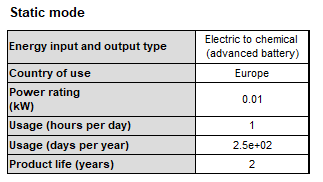 Static mode
Energy input and output type
Electric to chemical
(advanced battery)
Country of use
Europe
Power rating
(kW)
0.01
Usage (hours per day)
1
Usage (days per year)
2.5e+02
Product life (years)
2